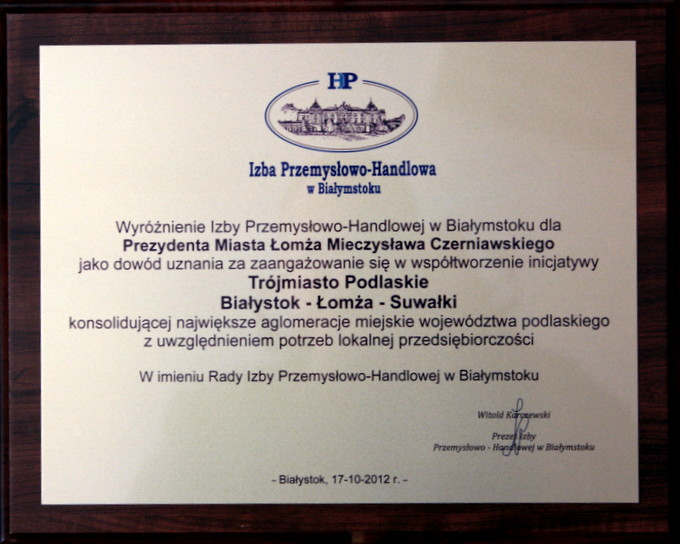 IHP
Izba Przemysłowo-Handlowa
w Białymstoku
Wyróżnienie Izby Przemysłowo-Handlowej w Białymstoku dla
Prezydenta Miasta Łomża Mieczysława Czerniawskiego
jako dowód uznania za zaangażowanie się w współtworzenie inicjatywy
Trójmiasto Podlaskie
Białystok - Łomża - Suwałki
konsolidującej największe aglomeracje miejskie województwa podlaskiego
z uwzględnieniem potrzeb lokalnej przedsiębiorczości
W imieniu Rady Izby Przemysłowo-Handlowej w Białymstoku
Witold Karczewski
Prezes Izby
Przemysłowo - Handlowej w Białymstoku
- Białystok, 17-10-2012 r. -